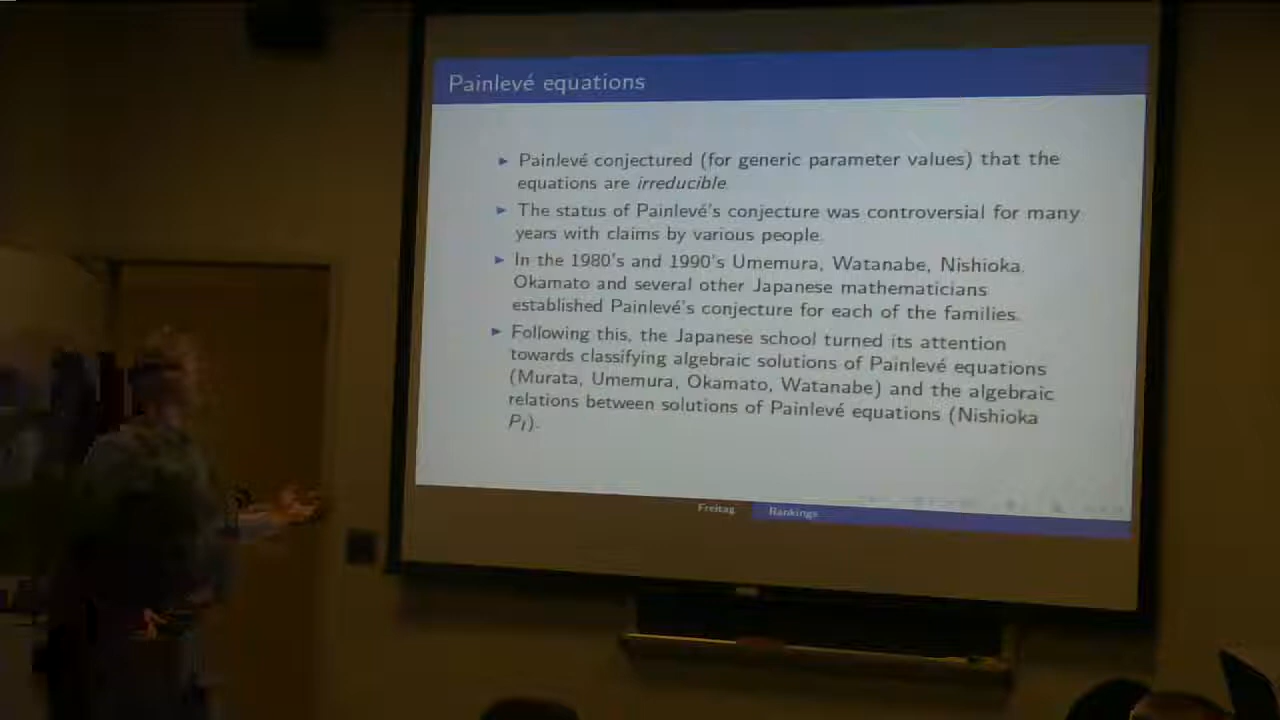 Painlevé equations
▶ Painlevé conjectured (for generic parameter values) that the
equations are irreducible.
▶ The status of Painlevé's conjecture was controversial for many
years with claims by various people.
▶ In the 1980's and 1990's Umemura, Watanabe, Nishioka,
Okamato and several other Japanese mathematicians
established Painlevé's conjecture for each of the families.
▶ Following this, the Japanese school turned its attention
towards classifying algebraic solutions of Painlevé equations
(Murata, Umemura, Okamato, Watanabe) and the algebraic
relations between solutions of Painlevé equations (Nishioka
P_I).
Freitag Rankings